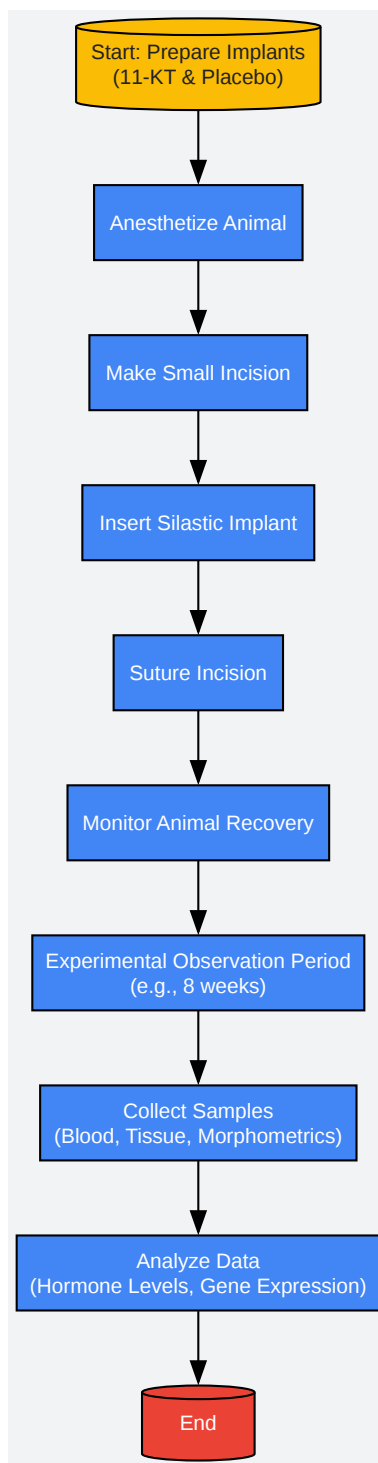 Start: Prepare Implants
(11-KT & Placebo)
Anesthetize Animal
Make Small Incision
Insert Silastic Implant
Suture Incision
Monitor Animal Recovery
Experimental Observation Period
(e.g., 8 weeks)
Collect Samples
(Blood, Tissue, Morphometrics)
Analyze Data
(Hormone Levels, Gene Expression)
End